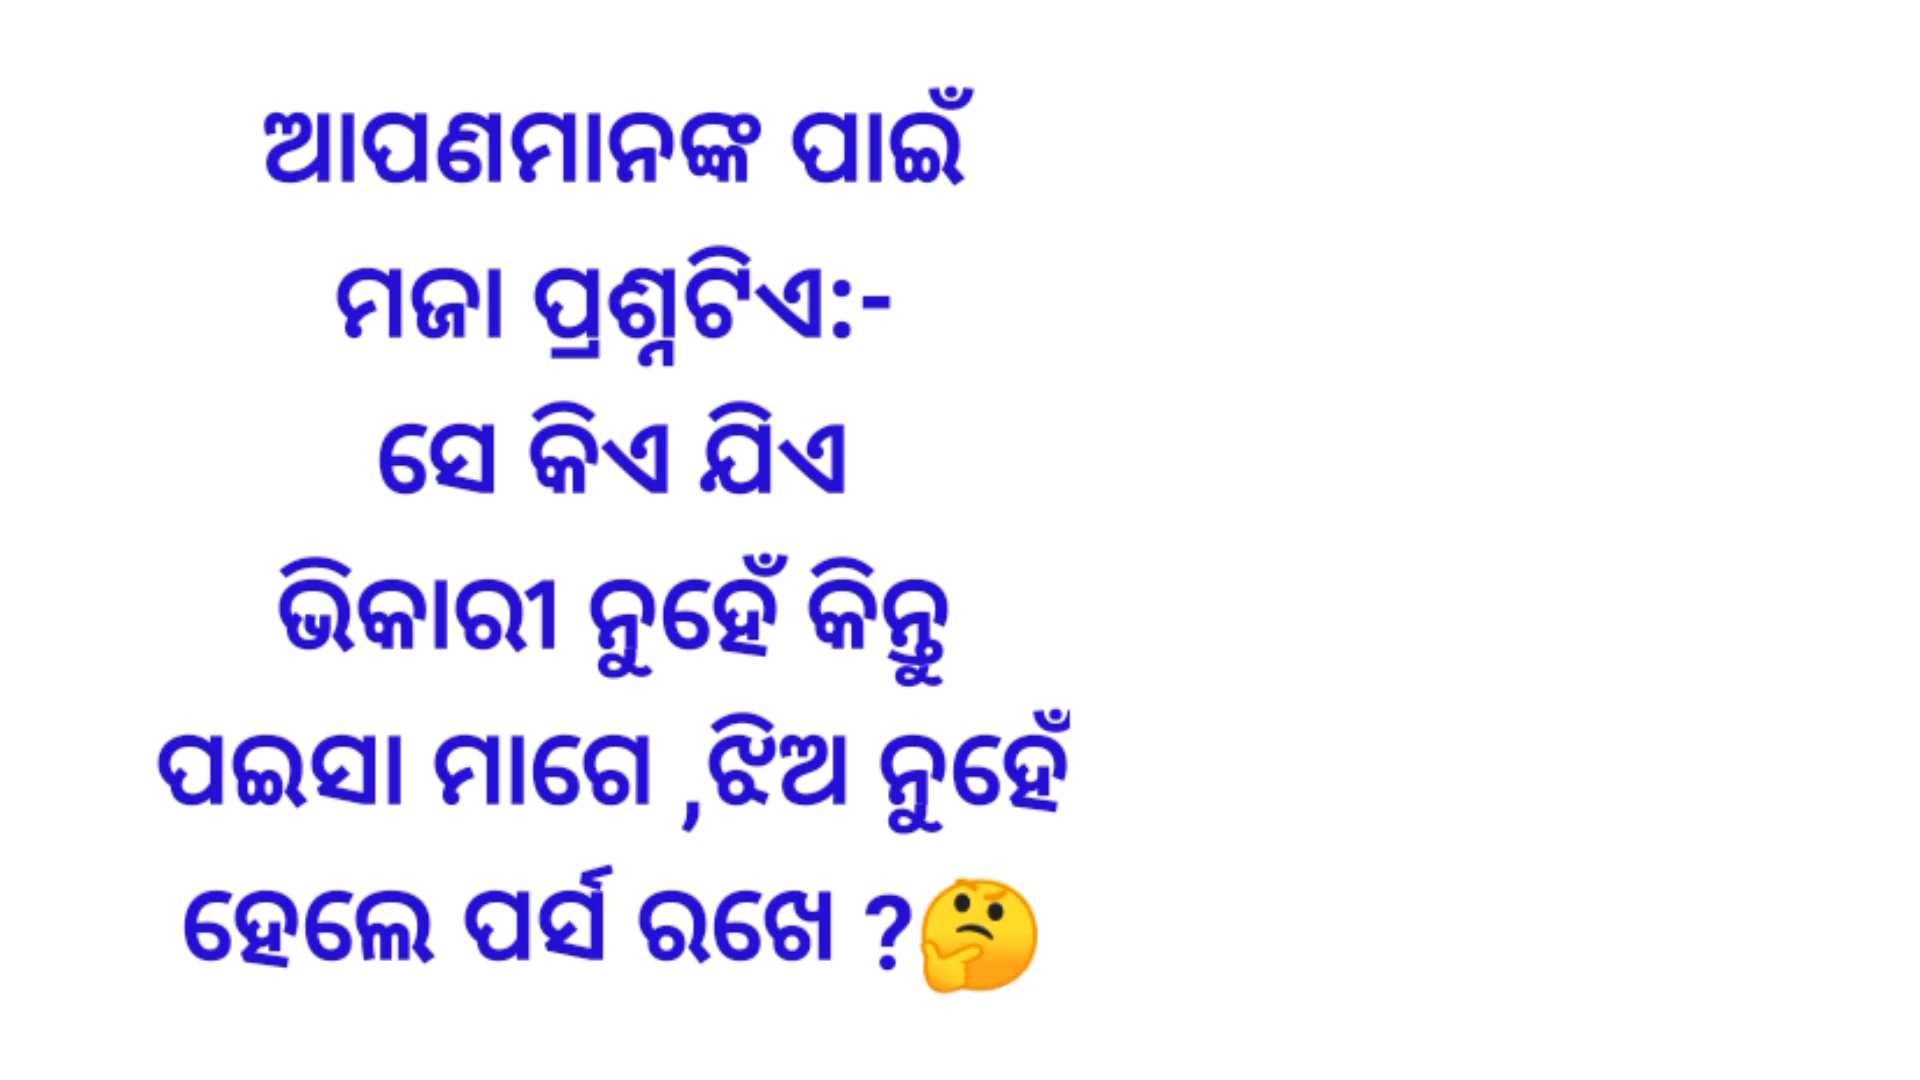 ଆପଣମାନଙ୍କ ପାଇଁ
ମଜା ପ୍ରଶ୍ନଟିଏ:-
ସେ କିଏ ଯିଏ
ଭିକାରୀ ନୁହେଁ କିନ୍ତୁ
ପଇସା ମାଗେ ,ଝିଅ ନୁହେଁ
ହେଲେ ପର୍ସ ରଖେ ?🤔